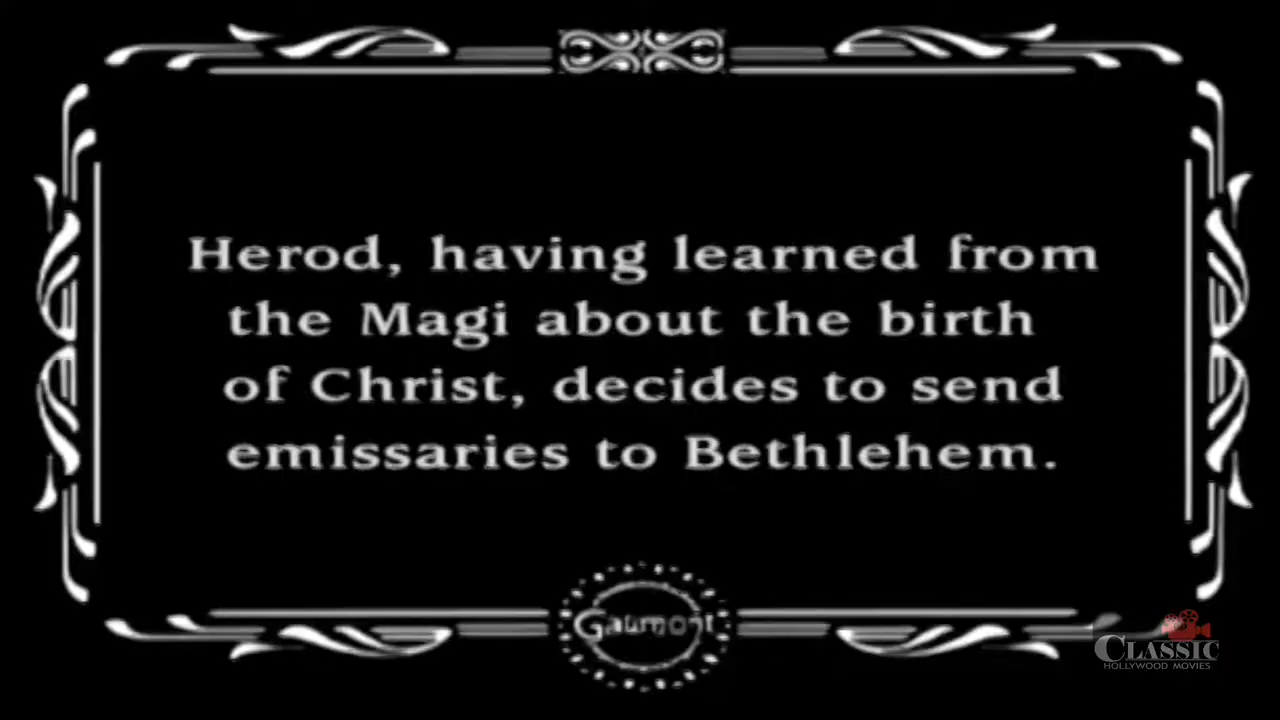 Herod, having learned from
the Magi about the birth
of Christ, decides to send
emissaries to Bethlehem.
Gaumont
CLASSIC
HOLLYWOOD MOVIES